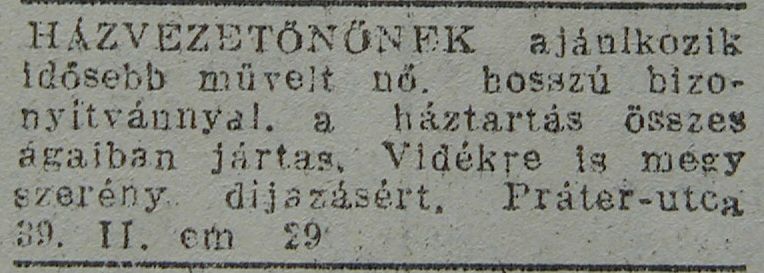 HÁZVEZETŐNŐNEK ajánlkozik
idősebb művelt nő. hosszú bizo-
nyítvánnyal. a háztartás összes
ágaiban jártas. Vidékre is megy
szerény díjazásért. Práter-utca
39. II. em 29